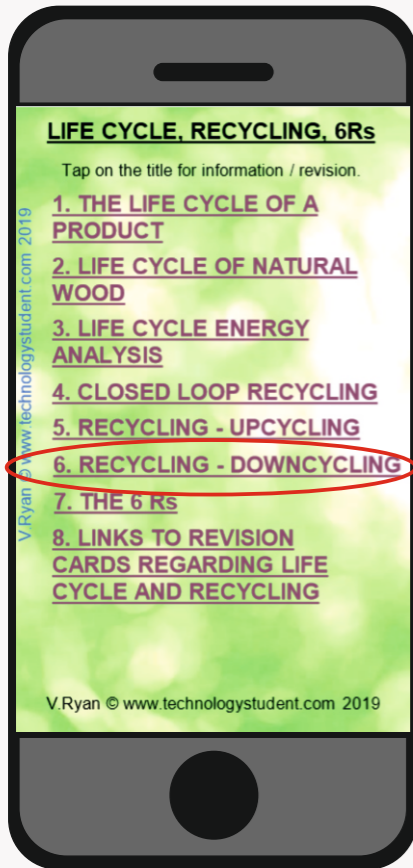 LIFE CYCLE, RECYCLING, 6Rs
Tap on the title for information / revision.
1. THE LIFE CYCLE OF A
PRODUCT
2. LIFE CYCLE OF NATURAL
WOOD
3. LIFE CYCLE ENERGY
ANALYSIS
4. CLOSED LOOP RECYCLING
5. RECYCLING - UPCYCLING
6. RECYCLING - DOWNCYCLING
7. THE 6 Rs
8. LINKS TO REVISION
CARDS REGARDING LIFE
CYCLE AND RECYCLING
V.Ryan © www.technologystudent.com 2019
V.Ryan © www.technologystudent.com 2019